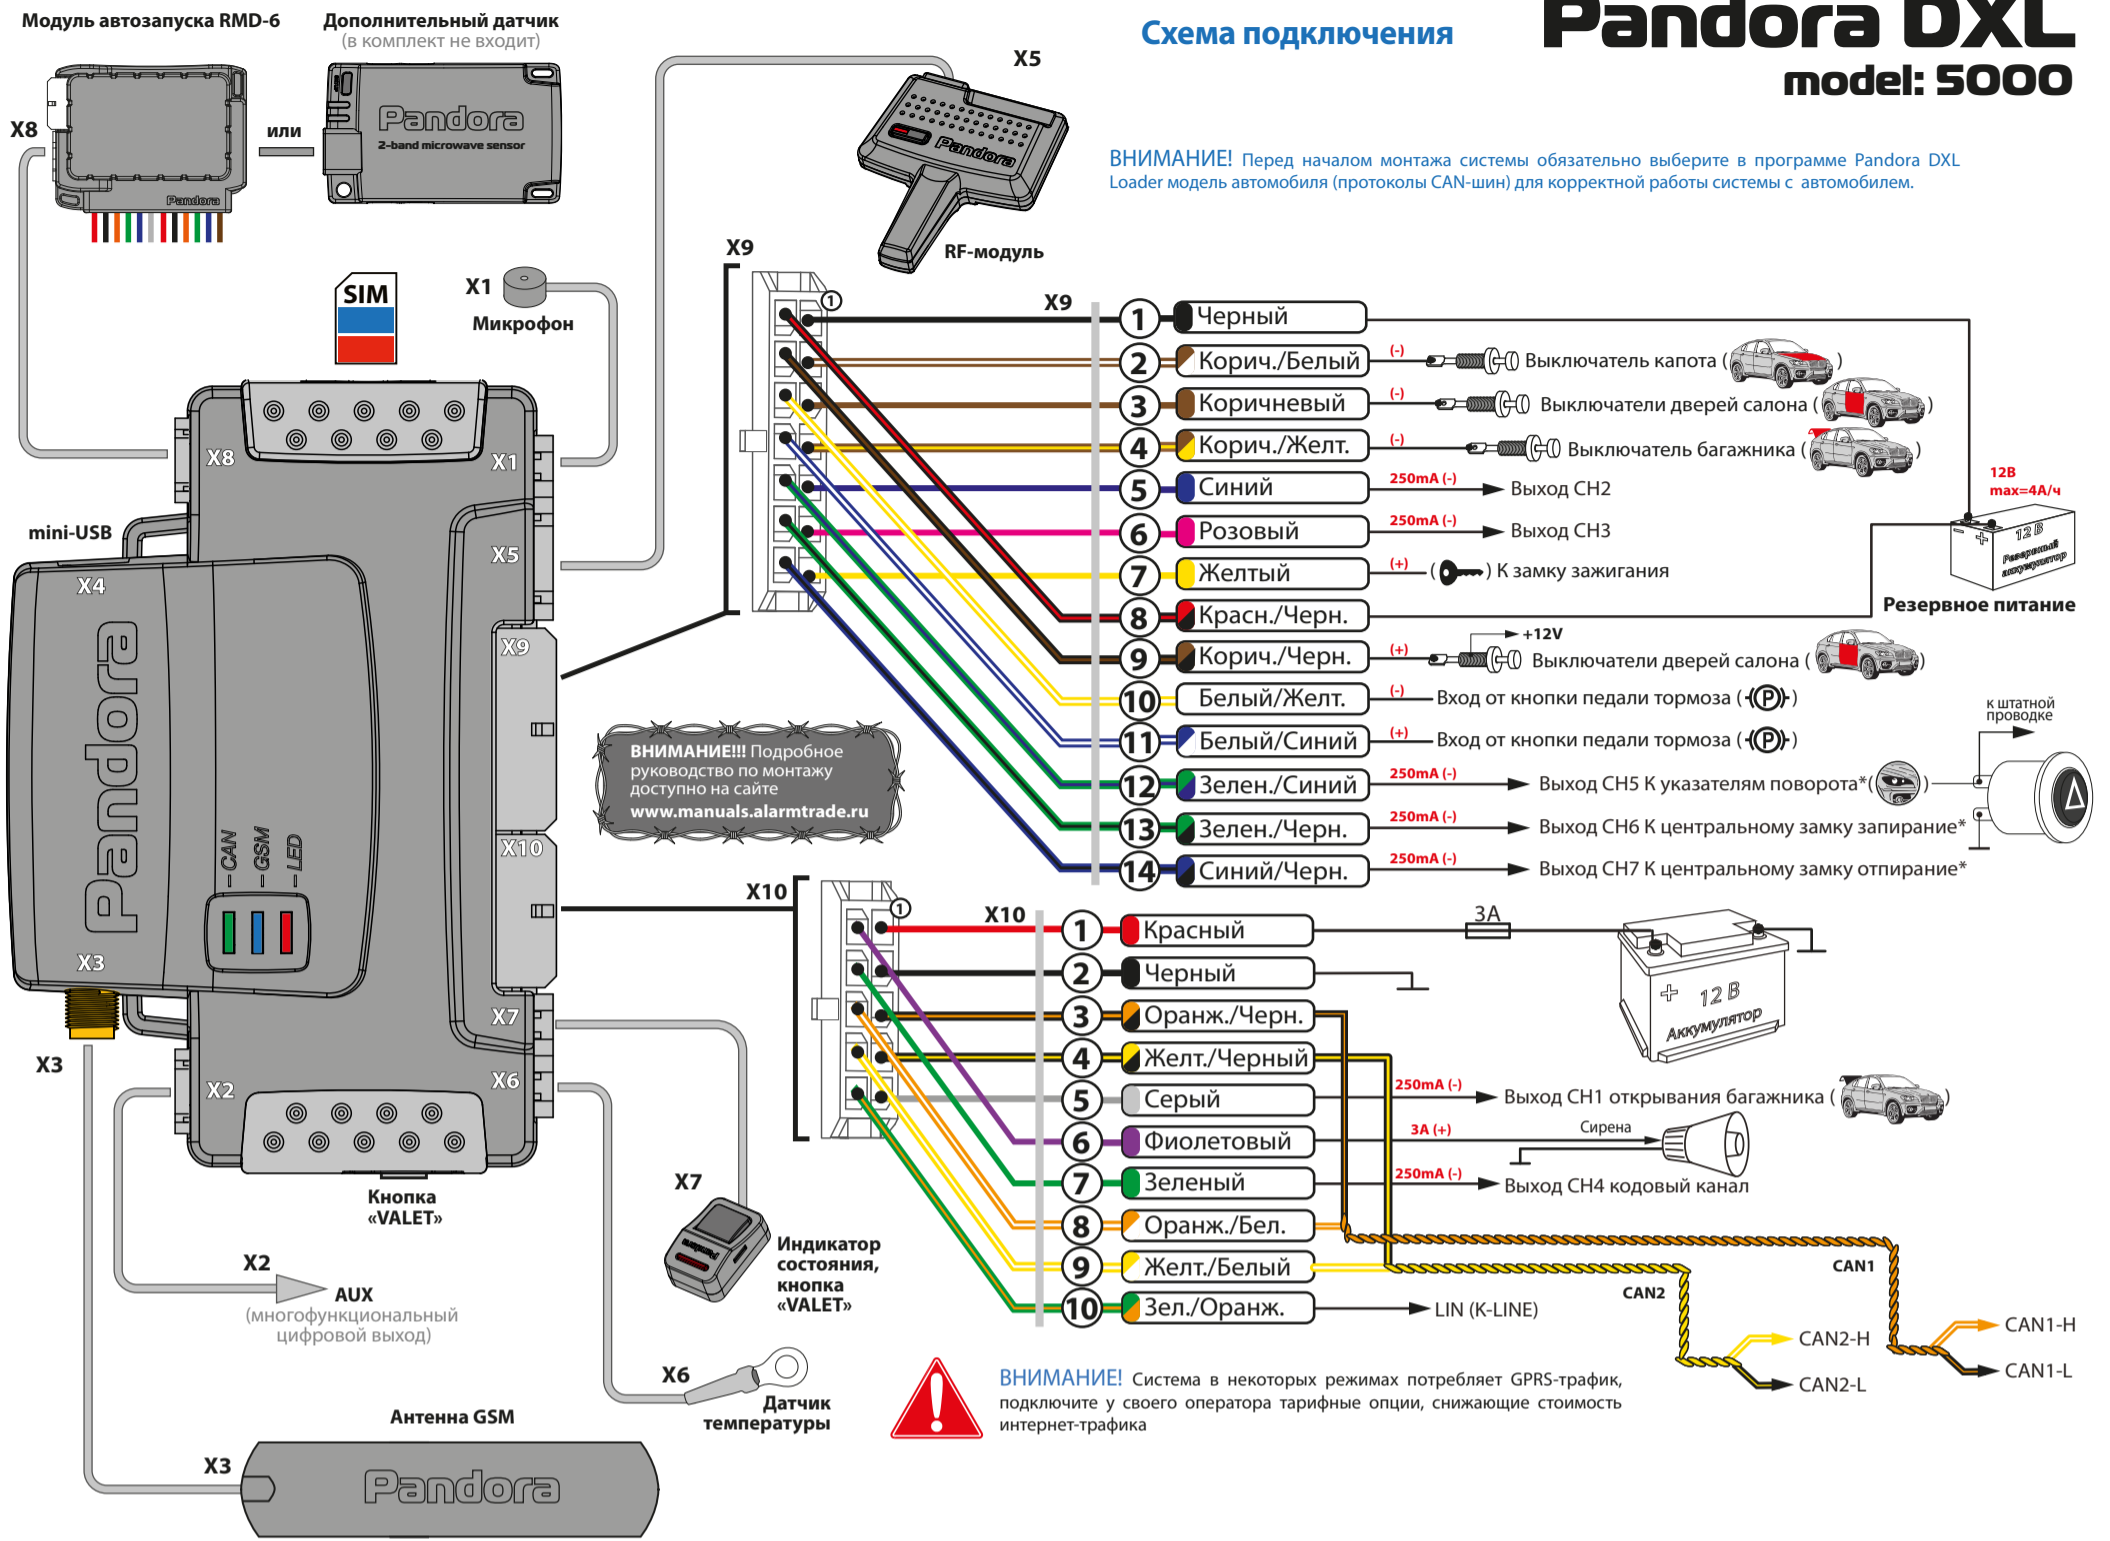 Pandora DXL
model: 5000
Схема подключения
ВНИМАНИЕ! Перед началом монтажа системы обязательно выберите в программе Pandora DXL
Loader модель автомобиля (протоколы CAN-шин) для корректной работы системы с автомобилем.
Модуль автозапуска RMD-6
Дополнительный датчик
(в комплект не входит)
X8
или
Pandora
Pandora
2-band microwave sensor
X5
Pandora
RF-модуль
SIM
X1
Микрофон
mini-USB
X8
X1
X5
X4
X9
X10
Pandora
CAN
GSM
LED
X3
X7
X2
X6
X3
Кнопка
«VALET»
X2
AUX
(многофункциональный
цифровой выход)
X7
Pandora
Индикатор
состояния,
кнопка
«VALET»
X6
Датчик
температуры
Антенна GSM
X3
Pandora
ВНИМАНИЕ!!! Подробное
руководство по монтажу
доступно на сайте
www.manuals.alarmtrade.ru
X9
1
X9
1 Черный
2 Корич./Белый (-) Выключатель капота ( )
3 Коричневый (-) Выключатели дверей салона ( )
4 Корич./Желт. (-) Выключатель багажника ( )
5 Синий 250mA (-) Выход CH2
6 Розовый 250mA (-) Выход CH3
7 Желтый (+) ( ) К замку зажигания
8 Красн./Черн.
9 Корич./Черн. (+) +12V Выключатели дверей салона ( )
10 Белый/Желт. (-) Вход от кнопки педали тормоза ( P )
11 Белый/Синий (+) Вход от кнопки педали тормоза ( P )
12 Зелен./Синий 250mA (-) Выход CH5 К указателям поворота* ( )
13 Зелен./Черн. 250mA (-) Выход CH6 К центральному замку запирание*
14 Синий/Черн. 250mA (-) Выход CH7 К центральному замку отпирание*
12В
max=4А/ч
12 В
Резервный
аккумулятор
Резервное питание
к штатной
проводке
X10
1
X10
1 Красный 3А
2 Черный
3 Оранж./Черн.
4 Желт./Черный
5 Серый 250mA (-) Выход CH1 открывания багажника ( )
6 Фиолетовый 3А (+) Сирена
7 Зеленый 250mA (-) Выход CH4 кодовый канал
8 Оранж./Бел.
9 Желт./Белый
10 Зел./Оранж. LIN (K-LINE)
12 В
Аккумулятор
CAN1
CAN2
CAN2-H
CAN2-L
CAN1-H
CAN1-L
ВНИМАНИЕ! Система в некоторых режимах потребляет GPRS-трафик,
подключите у своего оператора тарифные опции, снижающие стоимость
интернет-трафика